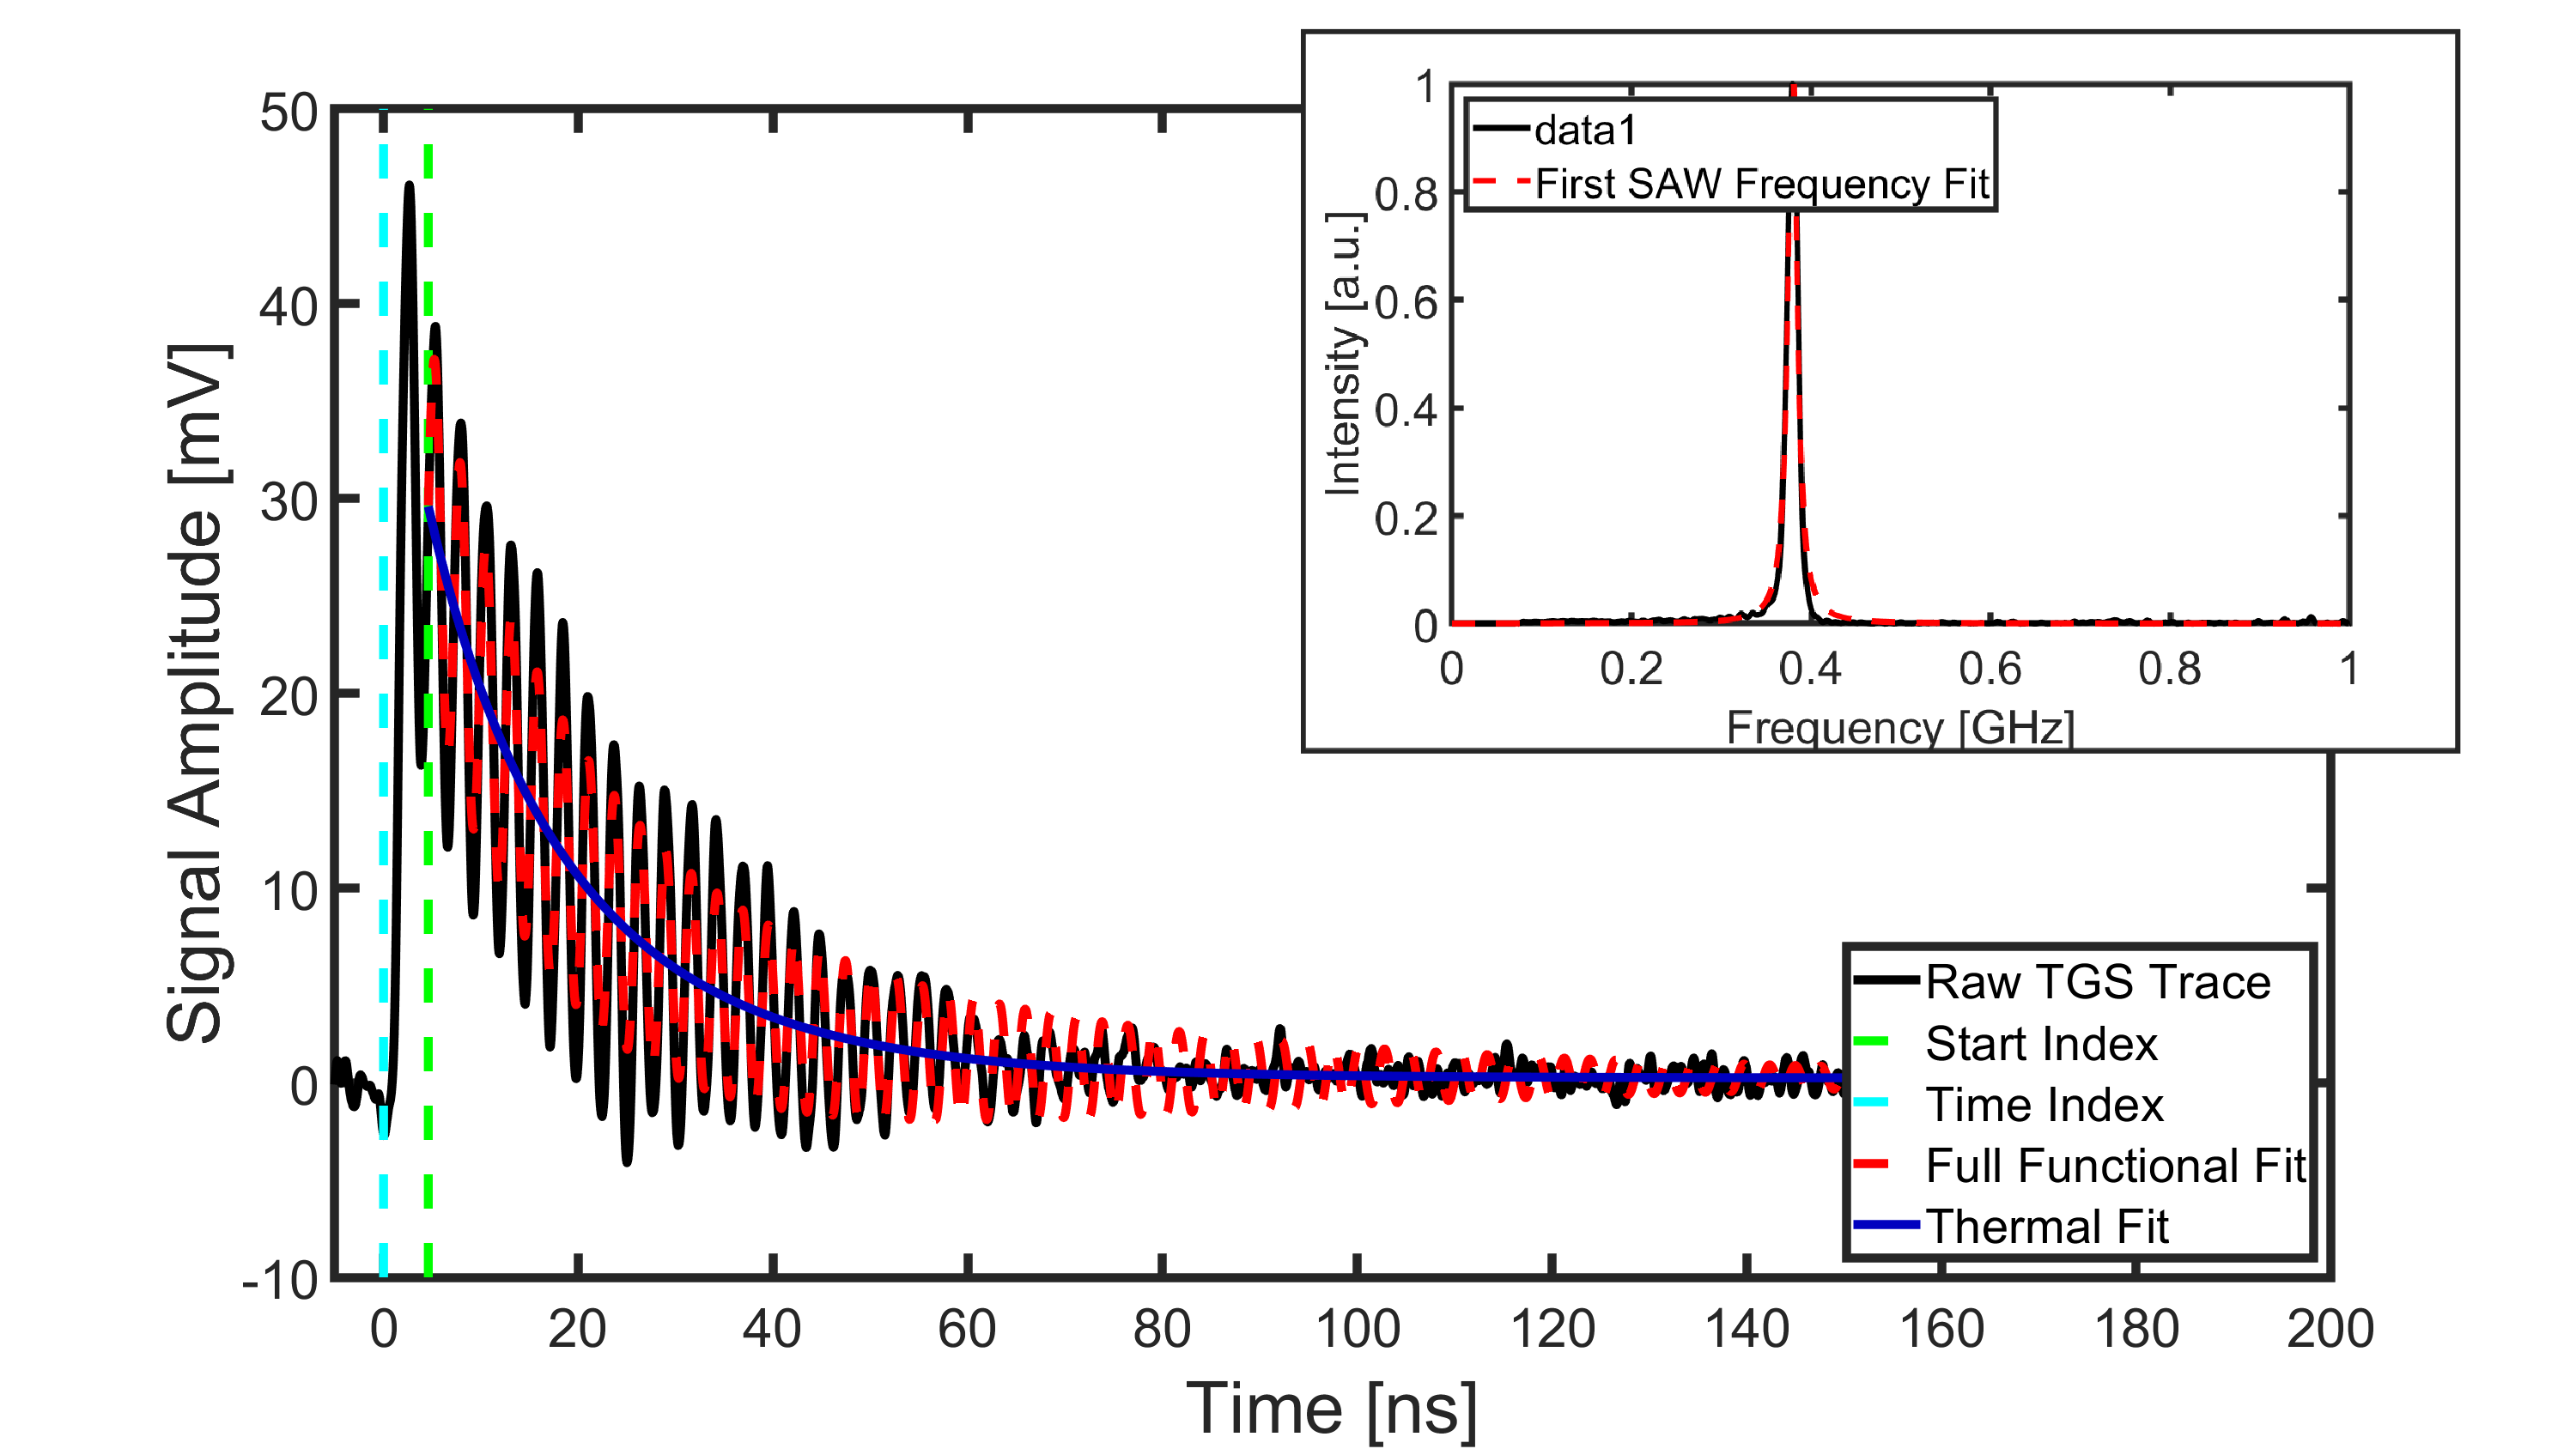 50
40
30
20
10
0
-10
Signal Amplitude [mV]
0 20 40 60 80 100 120 140 160 180 200
Time [ns]
1
0.8
0.6
0.4
0.2
0
Intensity [a.u.]
data1
First SAW Frequency Fit
0 0.2 0.4 0.6 0.8 1
Frequency [GHz]
Raw TGS Trace
Start Index
Time Index
Full Functional Fit
Thermal Fit